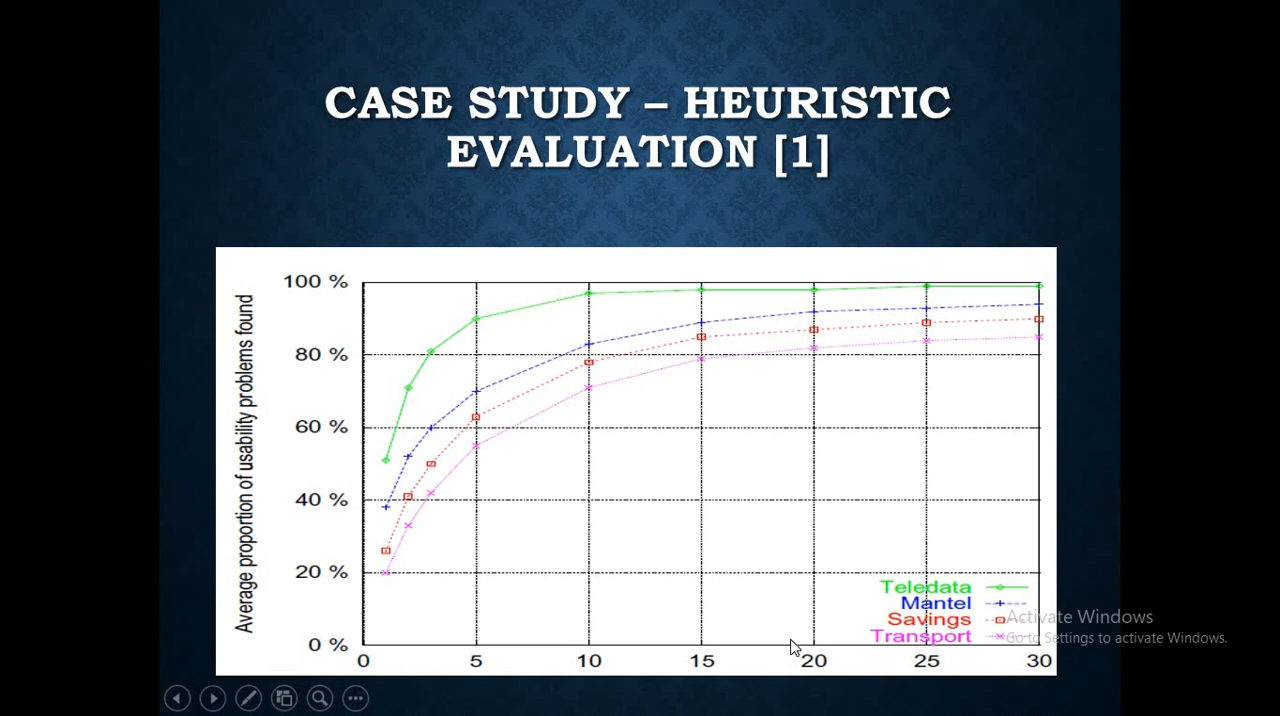 CASE STUDY – HEURISTIC
EVALUATION [1]
Average proportion of usability problems found
100 %
80 %
60 %
40 %
20 %
0 %
0 5 10 15 20 25 30
Teledata
Mantel
Savings
Transport
Activate Windows
Go to Settings to activate Windows.